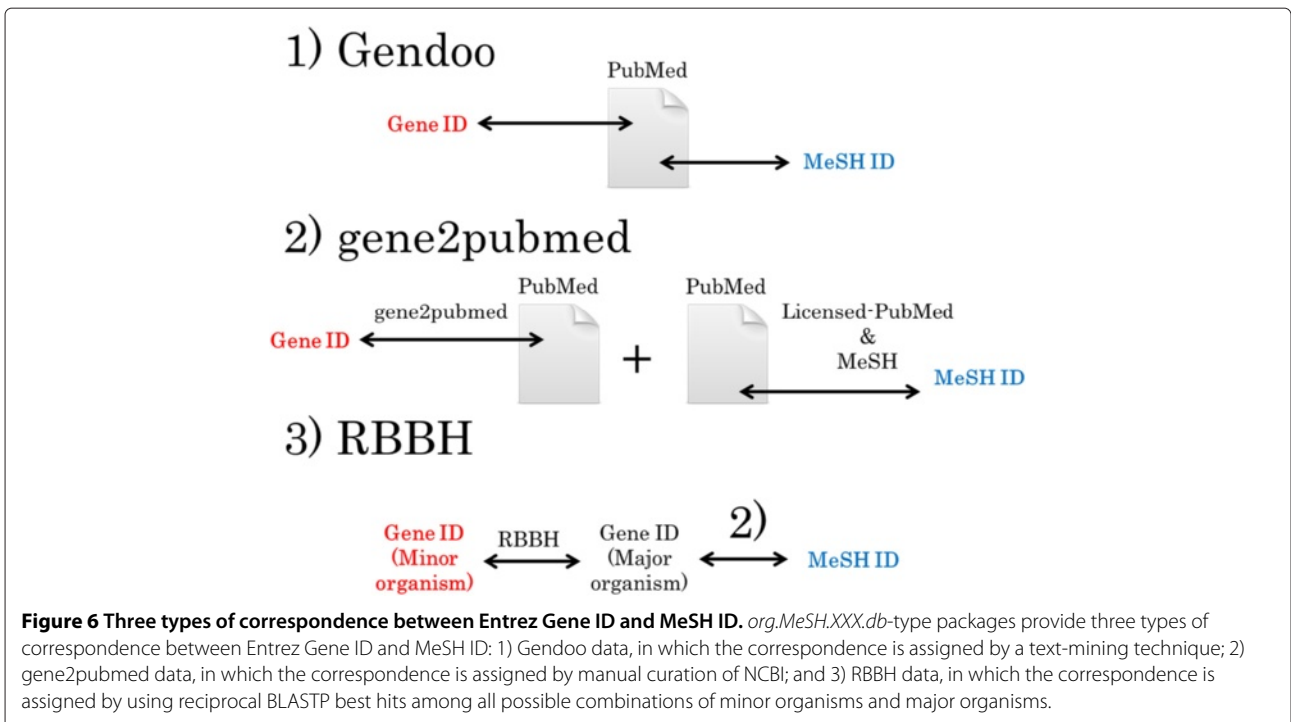 1) Gendoo
PubMed
Gene ID
MeSH ID
2) gene2pubmed
PubMed
PubMed
gene2pubmed
Licensed-PubMed
&
MeSH
Gene ID
+
MeSH ID
3) RBBH
Gene ID
(Minor
organism)
RBBH
Gene ID
(Major
organism)
2)
MeSH ID
Figure 6 Three types of correspondence between Entrez Gene ID and MeSH ID. org.MeSH.XXX.db-type packages provide three types of
correspondence between Entrez Gene ID and MeSH ID: 1) Gendoo data, in which the correspondence is assigned by a text-mining technique; 2)
gene2pubmed data, in which the correspondence is assigned by manual curation of NCBI; and 3) RBBH data, in which the correspondence is
assigned by using reciprocal BLASTP best hits among all possible combinations of minor organisms and major organisms.